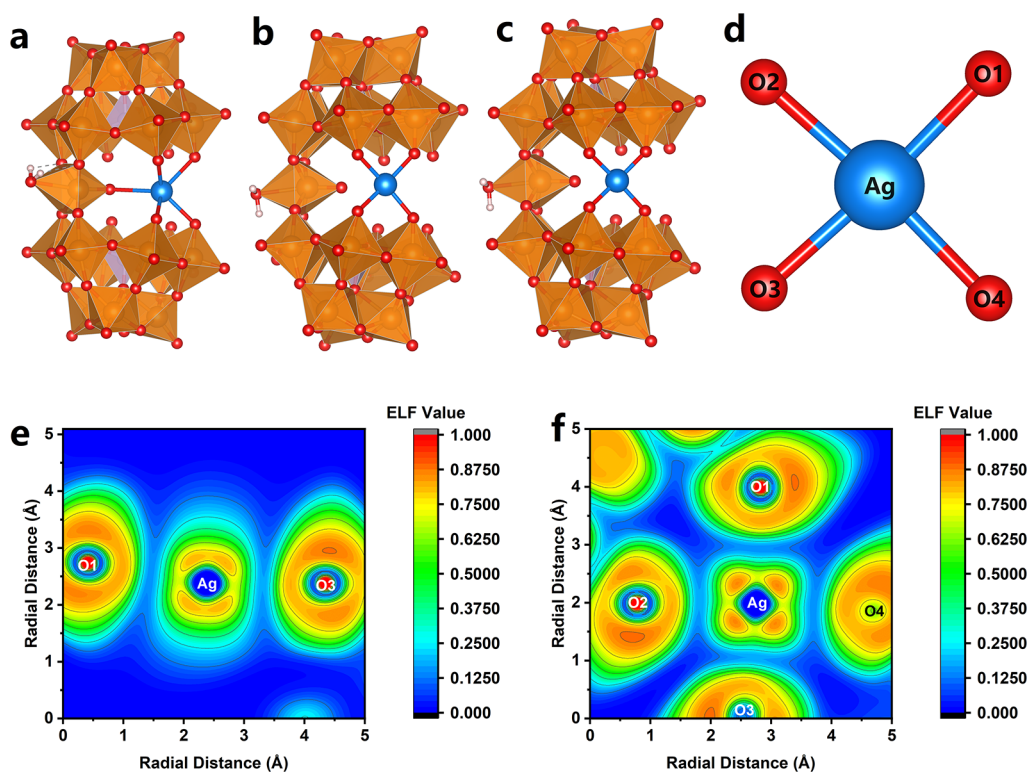 a
b
c
d
O2
O1
Ag
O3
O4
e
ELF Value
5
4
3
2
1
0
0
1
2
3
4
5
Radial Distance (Å)
Radial Distance (Å)
O1
Ag
O3
1.000
0.8750
0.7500
0.6250
0.5000
0.3750
0.2500
0.1250
0.000
f
ELF Value
5
4
3
2
1
0
0
1
2
3
4
5
Radial Distance (Å)
Radial Distance (Å)
O1
O2
Ag
O4
O3
1.000
0.8750
0.7500
0.6250
0.5000
0.3750
0.2500
0.1250
0.000